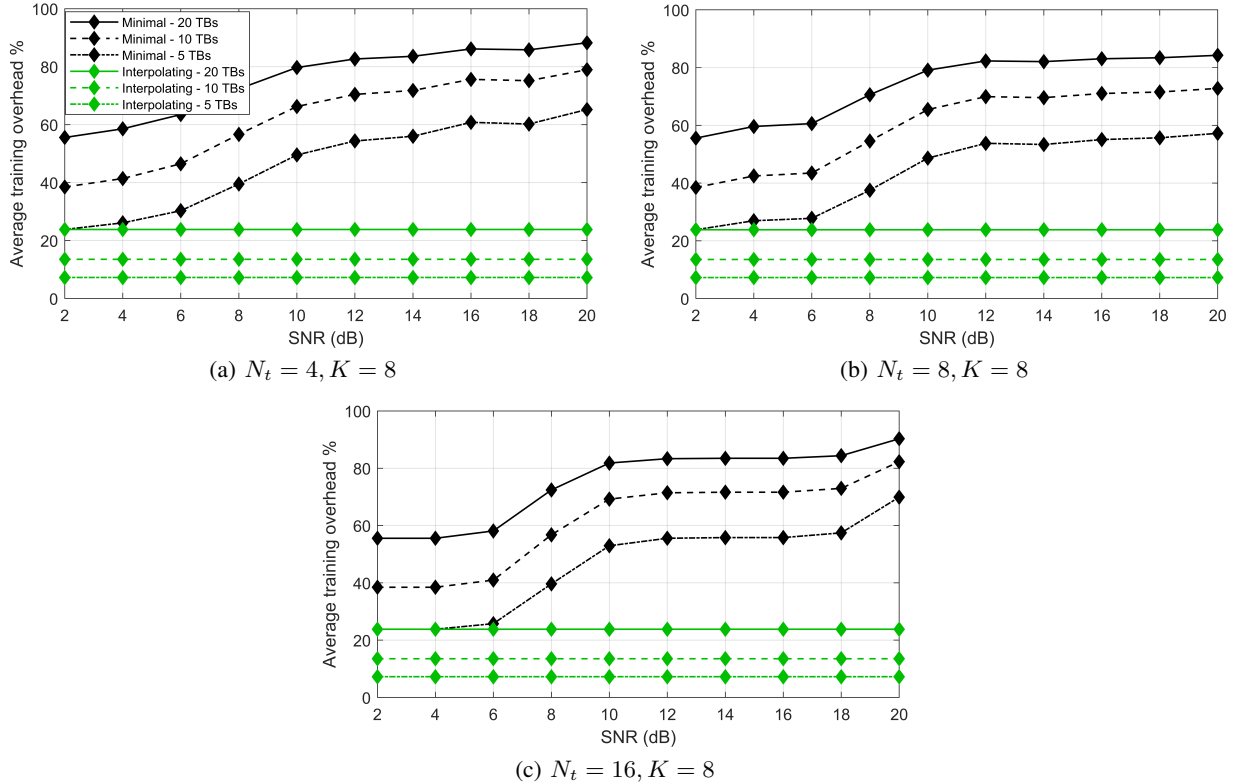 Minimal - 20 TBs
Minimal - 10 TBs
Minimal - 5 TBs
Interpolating - 20 TBs
Interpolating - 10 TBs
Interpolating - 5 TBs
Average training overhead %
100
80
60
40
20
0
2 4 6 8 10 12 14 16 18 20
SNR (dB)
(a) $N_t = 4, K = 8$
Average training overhead %
100
80
60
40
20
0
2 4 6 8 10 12 14 16 18 20
SNR (dB)
(b) $N_t = 8, K = 8$
Average training overhead %
100
80
60
40
20
0
2 4 6 8 10 12 14 16 18 20
SNR (dB)
(c) $N_t = 16, K = 8$